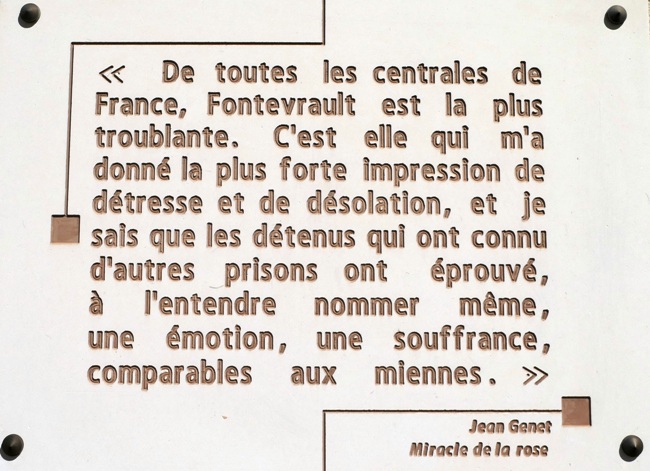 « De toutes les centrales de
France, Fontevrault est la plus
troublante. C'est elle qui m'a
donné la plus forte impression de
détresse et de désolation, et je
sais que les détenus qui ont connu
d'autres prisons ont éprouvé,
à l'entendre nommer même,
une émotion, une souffrance,
comparables aux miennes. »
Jean Genet
Miracle de la rose